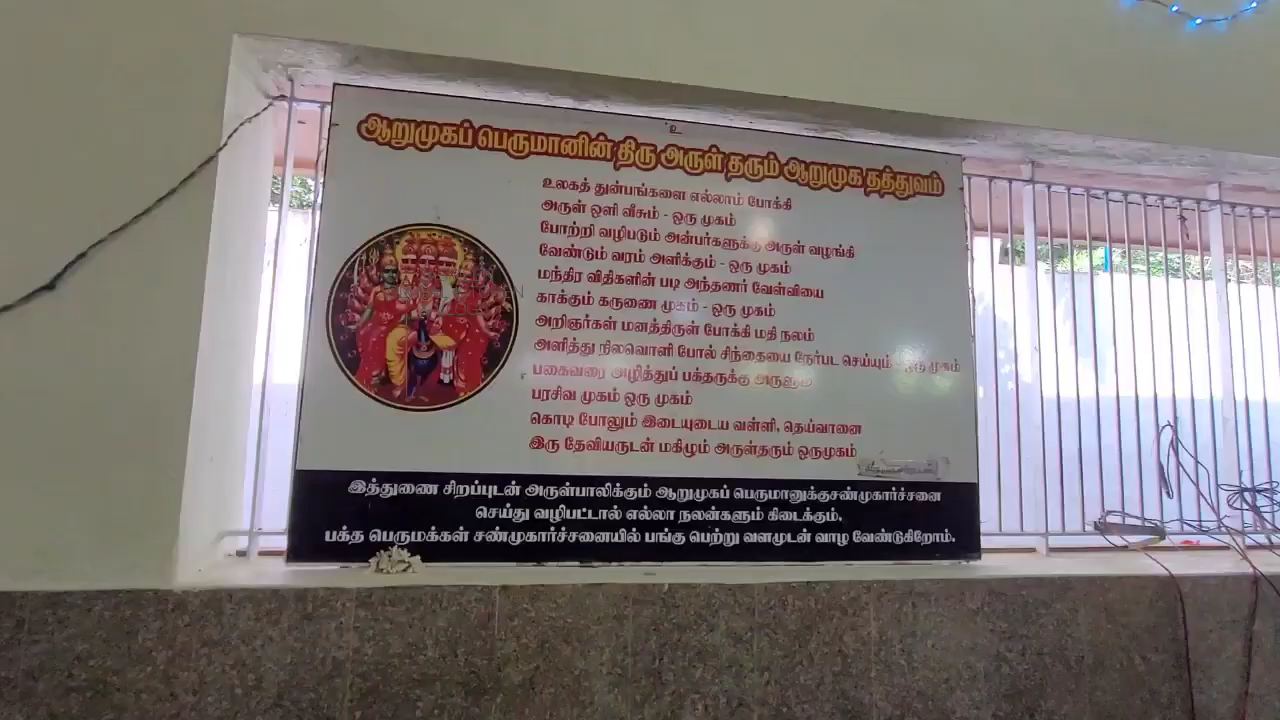 உ
ஆறுமுகப் பெருமானின் திரு அருள் தரும் ஆறுமுக தத்துவம்
உலகத் துன்பங்களை எல்லாம் போக்கி
அருள் ஒளி வீசும் - ஒரு முகம்
போற்றி வழிபடும் அன்பர்களுக்கு அருள் வழங்கி
வேண்டும் வரம் அளிக்கும் - ஒரு முகம்
மந்திர விதிகளின் படி அந்தணர் வேள்வியை
காக்கும் கருணை முகம் - ஒரு முகம்
அறிஞர்கள் மனத்திருள் போக்கி மதி நலம்
அளித்து நிலவொளி போல் சிந்தையை நேர்பட செய்யும் - ஒரு முகம்
பகைவரை அழித்துப் பக்தருக்கு அருளும்
பரசிவ முகம் ஒரு முகம்
கொடி போலும் இடையுடைய வள்ளி, தெய்வானை
இரு தேவியருடன் மகிழும் அருள்தரும் ஒருமுகம்
இத்துணை சிறப்புடன் அருள்பாலிக்கும் ஆறுமுகப் பெருமானுக்குசண்முகார்ச்சனை
செய்து வழிபட்டால் எல்லா நலன்களும் கிடைக்கும்.
பக்த பெருமக்கள் சண்முகார்ச்சனையில் பங்கு பெற்று வளமுடன் வாழ வேண்டுகிறோம்.